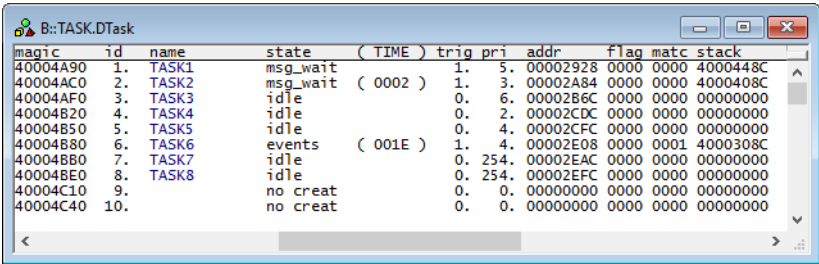 B::TASK.DTask
magic id name state ( TIME ) trig pri addr flag matc stack
40004A90 1. TASK1 msg_wait 1. 5. 00002928 0000 0000 4000448C
40004AC0 2. TASK2 msg_wait ( 0002 ) 1. 3. 00002A84 0000 0000 4000408C
40004AF0 3. TASK3 idle 0. 6. 00002B6C 0000 0000 00000000
40004B20 4. TASK4 idle 0. 2. 00002CDC 0000 0000 00000000
40004B50 5. TASK5 idle 0. 4. 00002CFC 0000 0000 00000000
40004B80 6. TASK6 events ( 001E ) 1. 4. 00002E08 0000 0001 4000308C
40004BB0 7. TASK7 idle 0. 254. 00002EAC 0000 0000 00000000
40004BE0 8. TASK8 idle 0. 254. 00002EFC 0000 0000 00000000
40004C10 9. no creat 0. 0. 00000000 0000 0000 00000000
40004C40 10. no creat 0. 0. 00000000 0000 0000 00000000